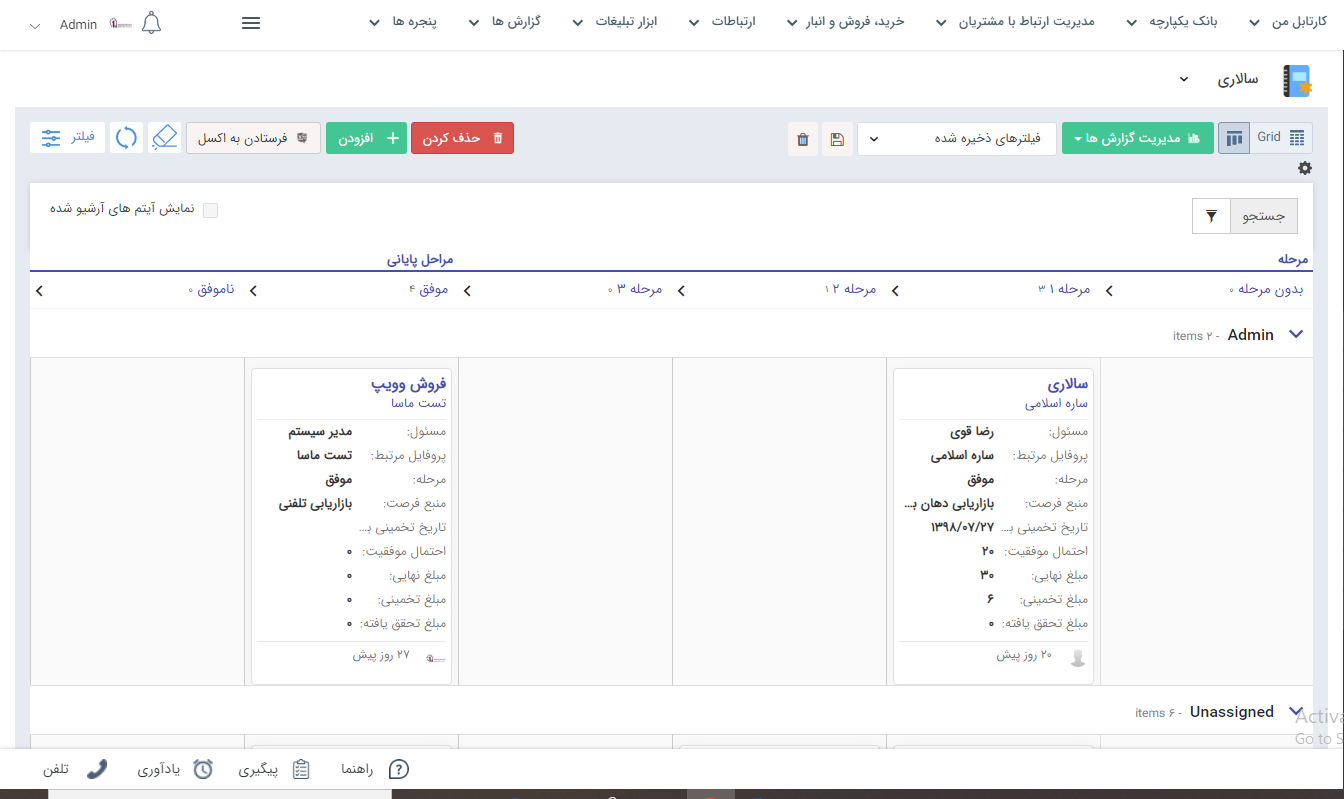 کارتابل من بانک یکپارچه مدیریت ارتباط با مشتریان خرید، فروش و انبار ارتباطات ابزار تبلیغات گزارش ها پنجره ها Admin
سالاری
Grid مدیریت گزارش ها فیلترهای ذخیره شده حذف کردن افزودن فرستادن به اکسل فیلتر
جستجو نمایش آیتم های آرشیو شده
مرحله مراحل پایانی
بدون مرحله ۰ مرحله ۱ ۳ مرحله ۲ ۱ مرحله ۳ ۰ موفق ۴ ناموفق ۰
Admin - ۲ items
سالاری
ساره اسلامی
مسئول: رضا قوی
پروفایل مرتبط: ساره اسلامی
مرحله: موفق
منبع فرصت: بازاریابی دهان ب...
تاریخ تخمینی ب... ۱۳۹۸/۰۷/۲۷
احتمال موفقیت: ۲۰
مبلغ نهایی: ۳۰
مبلغ تخمینی: ۶
مبلغ تحقق یافته: ۰
۲۰ روز پیش
فروش وویپ
تست ماسا
مسئول: مدیر سیستم
پروفایل مرتبط: تست ماسا
مرحله: موفق
منبع فرصت: بازاریابی تلفنی
تاریخ تخمینی ب...
احتمال موفقیت: ۰
مبلغ نهایی: ۰
مبلغ تخمینی: ۰
مبلغ تحقق یافته: ۰
۲۷ روز پیش
Unassigned - ۶ items
Activa
Go to S
راهنما پیگیری یادآوری تلفن